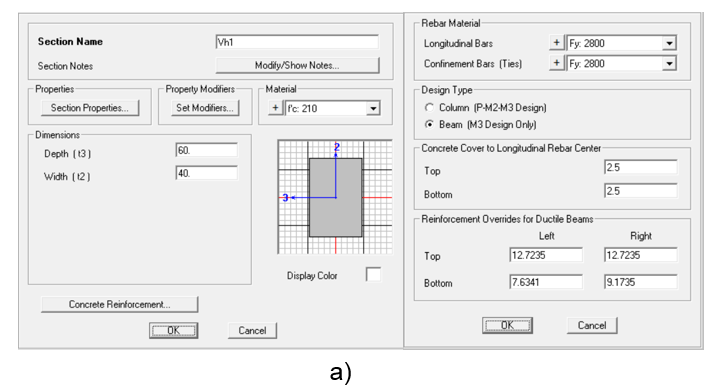 Section Name
Vh1
Section Notes
Modify/Show Notes...
Properties
Section Properties...
Property Modifiers
Set Modifiers...
Material
+ f'c: 210
Dimensions
Depth ( t3 )
60.
Width ( t2 )
40.
2
3
Display Color
Concrete Reinforcement...
OK
Cancel
Rebar Material
Longitudinal Bars
+ Fy: 2800
Confinement Bars (Ties)
+ Fy: 2800
Design Type
Column (P-M2-M3 Design)
Beam (M3 Design Only)
Concrete Cover to Longitudinal Rebar Center
Top
2.5
Bottom
2.5
Reinforcement Overrides for Ductile Beams
Left Right
Top 12.7235 12.7235
Bottom 7.6341 9.1735
OK
Cancel
a)